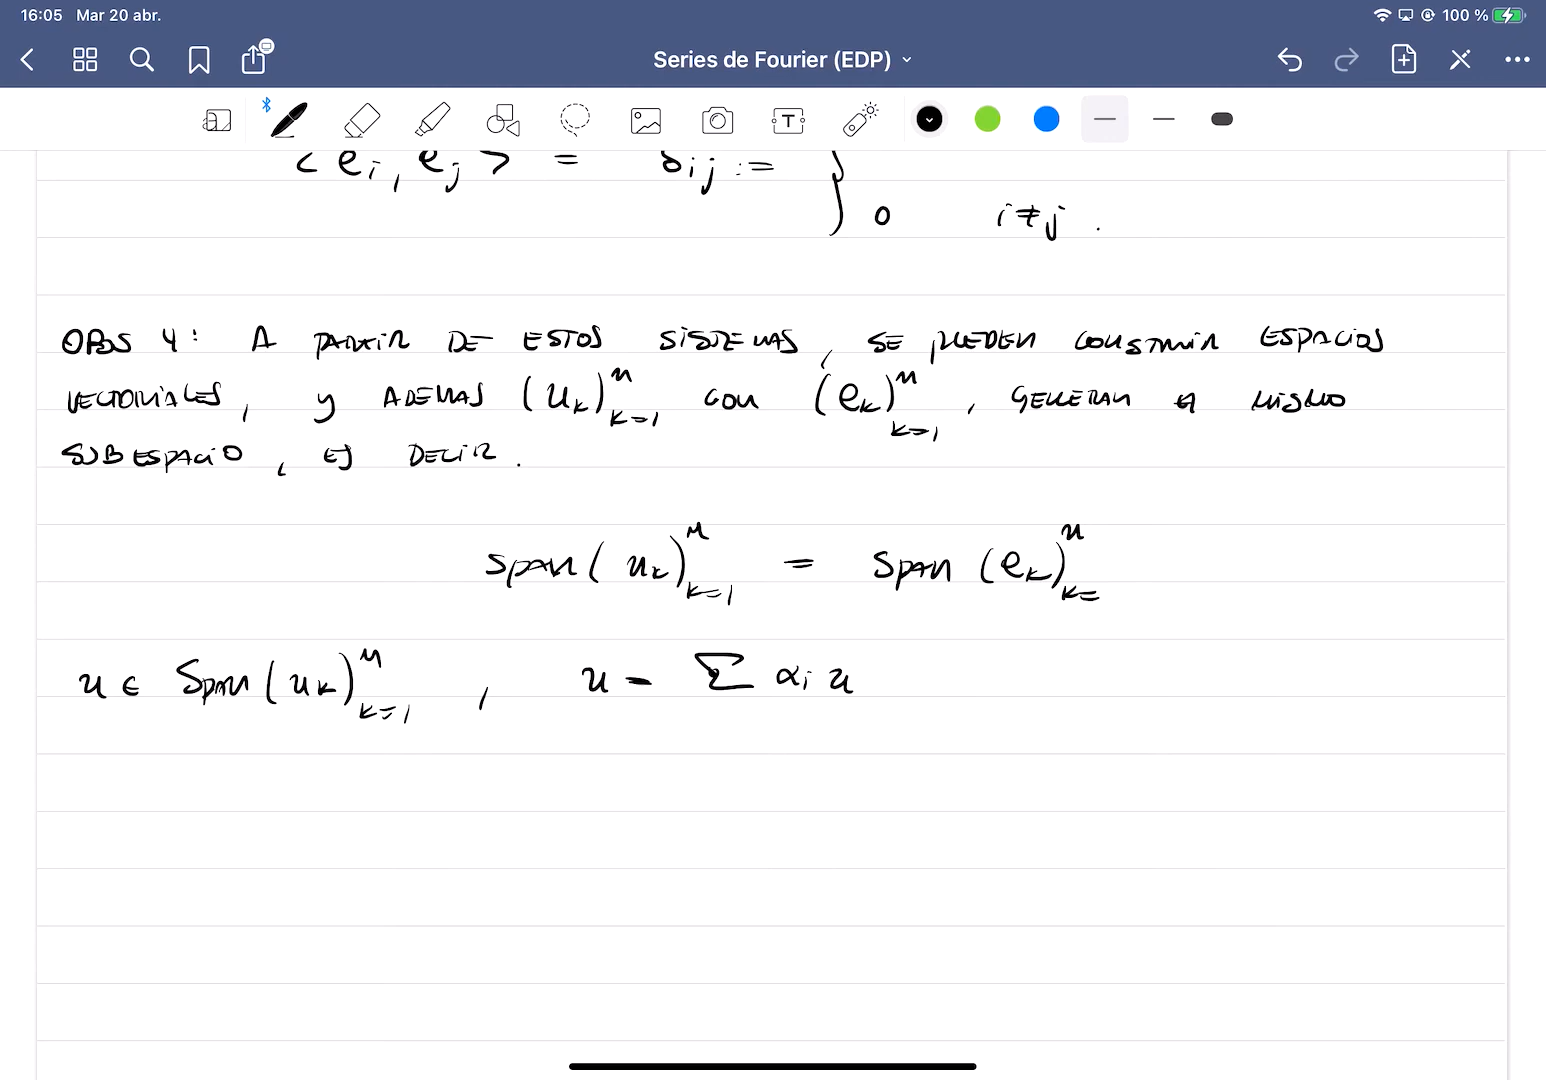 16:05 Mar 20 abr. 100 %
Series de Fourier (EDP)
< e_i, e_j > = δ_ij := { 0 i ≠ j .
OBS 4: A PARTIR DE ESTOS SISTEMAS, SE PUEDEN CONSTRUIR ESPACIOS
VECTORIALES, Y ADEMAS (u_k)_{k=1}^n CON (e_k)_{k=1}^n, GENERAN EL MISMO
SUBESPACIO, ES DECIR.
SPAN (u_k)_{k=1}^n = SPAN (e_k)_{k=}^n
u ∈ Span (u_k)_{k=1}^n , u = ∑ α_i u